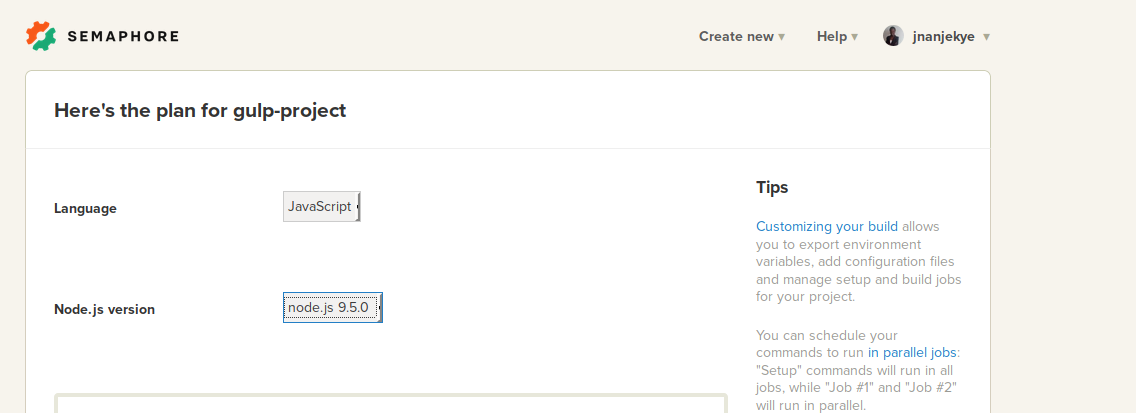 SEMAPHORE
Create new ▾ Help ▾ jnanjekye ▾
Here's the plan for gulp-project
Language
JavaScript
Node.js version
node.js 9.5.0
Tips
Customizing your build allows
you to export environment
variables, add configuration files
and manage setup and build jobs
for your project.
You can schedule your
commands to run in parallel jobs:
"Setup" commands will run in all
jobs, while "Job #1" and "Job #2"
will run in parallel.